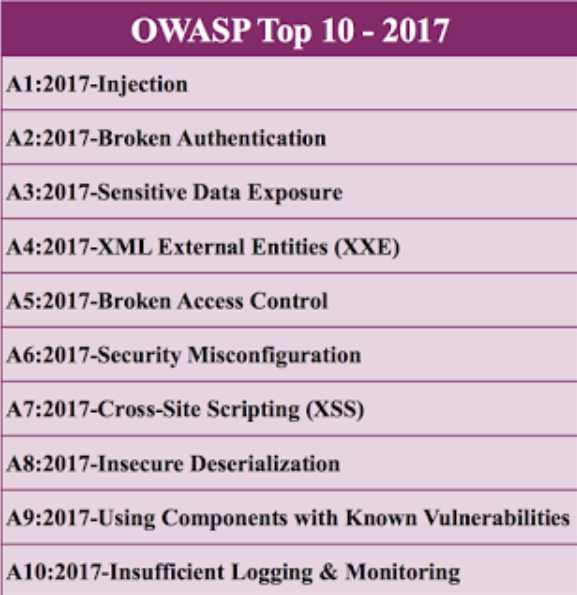 OWASP Top 10 - 2017
A1:2017-Injection
A2:2017-Broken Authentication
A3:2017-Sensitive Data Exposure
A4:2017-XML External Entities (XXE)
A5:2017-Broken Access Control
A6:2017-Security Misconfiguration
A7:2017-Cross-Site Scripting (XSS)
A8:2017-Insecure Deserialization
A9:2017-Using Components with Known Vulnerabilities
A10:2017-Insufficient Logging & Monitoring